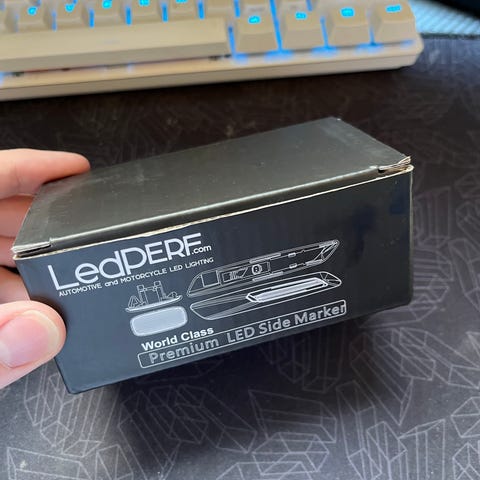 LedPERF.com
AUTOMOTIVE and MOTORCYCLE LED LIGHTING
World Class
Premium LED Side Marker